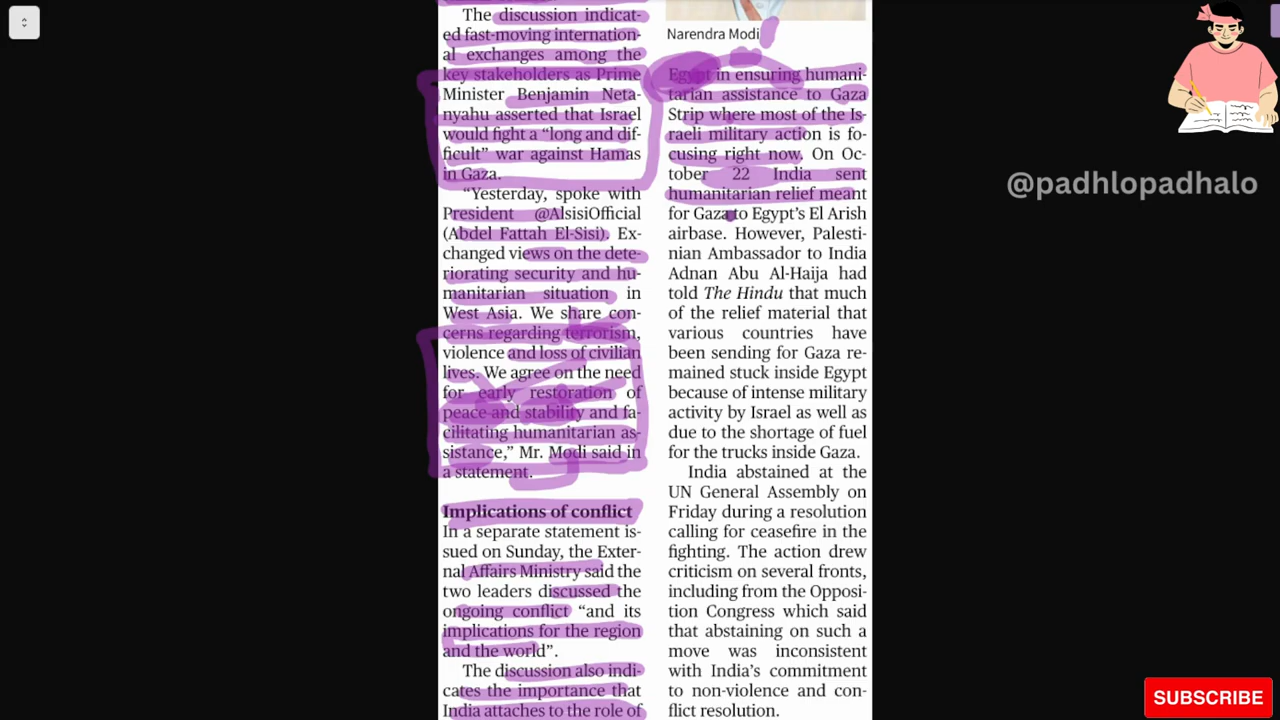 The discussion indicat-
ed fast-moving internation-
al exchanges among the
key stakeholders as Prime
Minister Benjamin Neta-
nyahu asserted that Israel
would fight a “long and dif-
ficult” war against Hamas
in Gaza.
“Yesterday, spoke with
President @AlsisiOfficial
(Abdel Fattah El-Sisi). Ex-
changed views on the dete-
riorating security and hu-
manitarian situation in
West Asia. We share con-
cerns regarding terrorism,
violence and loss of civilian
lives. We agree on the need
for early restoration of
peace and stability and fa-
cilitating humanitarian as-
sistance,” Mr. Modi said in
a statement.
Implications of conflict
In a separate statement is-
sued on Sunday, the Exter-
nal Affairs Ministry said the
two leaders discussed the
ongoing conflict “and its
implications for the region
and the world”.
The discussion also indi-
cates the importance that
India attaches to the role of
Narendra Modi
Egypt in ensuring humani-
tarian assistance to Gaza
Strip where most of the Is-
raeli military action is fo-
cusing right now. On Oc-
tober 22 India sent
humanitarian relief meant
for Gaza to Egypt’s El Arish
airbase. However, Palesti-
nian Ambassador to India
Adnan Abu Al-Haija had
told The Hindu that much
of the relief material that
various countries have
been sending for Gaza re-
mained stuck inside Egypt
because of intense military
activity by Israel as well as
due to the shortage of fuel
for the trucks inside Gaza.
India abstained at the
UN General Assembly on
Friday during a resolution
calling for ceasefire in the
fighting. The action drew
criticism on several fronts,
including from the Opposi-
tion Congress which said
that abstaining on such a
move was inconsistent
with India’s commitment
to non-violence and con-
flict resolution.
@padhlopadhalo
SUBSCRIBE